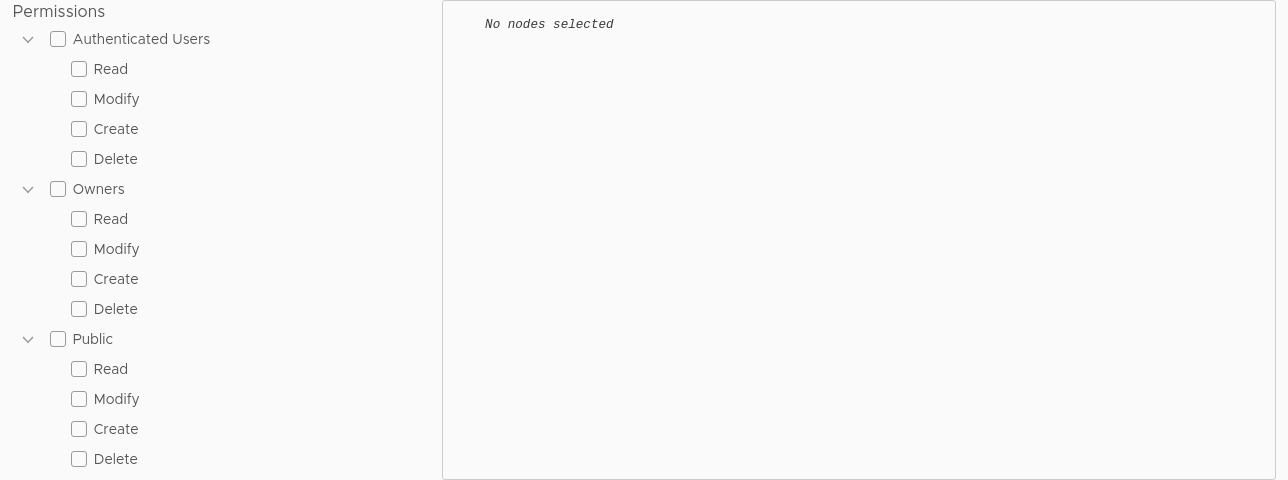 Permissions
Authenticated Users
Read
Modify
Create
Delete
Owners
Read
Modify
Create
Delete
Public
Read
Modify
Create
Delete
No nodes selected